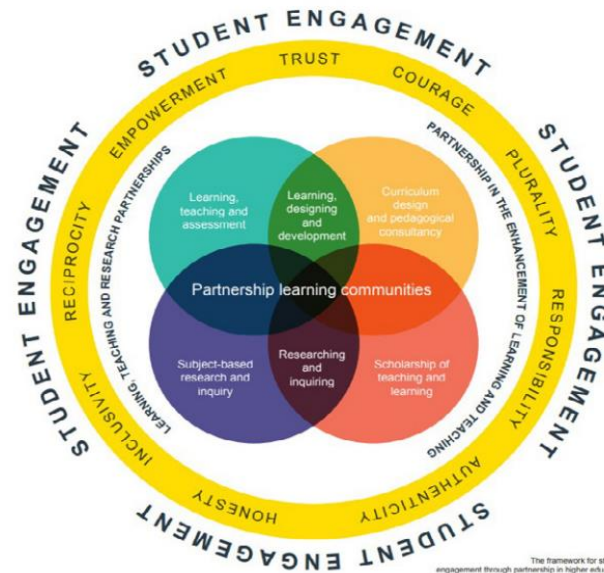 STUDENT ENGAGEMENT
STUDENT ENGAGEMENT
STUDENT ENGAGEMENT
STUDENT ENGAGEMENT
TRUST
COURAGE
PLURALITY
RESPONSIBILITY
AUTHENTICITY
HONESTY
INCLUSIVITY
RECIPROCITY
EMPOWERMENT
LEARNING, TEACHING AND RESEARCH PARTNERSHIPS
PARTNERSHIP IN THE ENHANCEMENT OF LEARNING AND TEACHING
Learning,
teaching and
assessment
Learning,
designing
and
development
Curriculum
design
and pedagogical
consultancy
Partnership learning communities
Subject-based
research and
inquiry
Researching
and
inquiring
Scholarship of
teaching and
learning
The framework for
engagement through partnership in higher